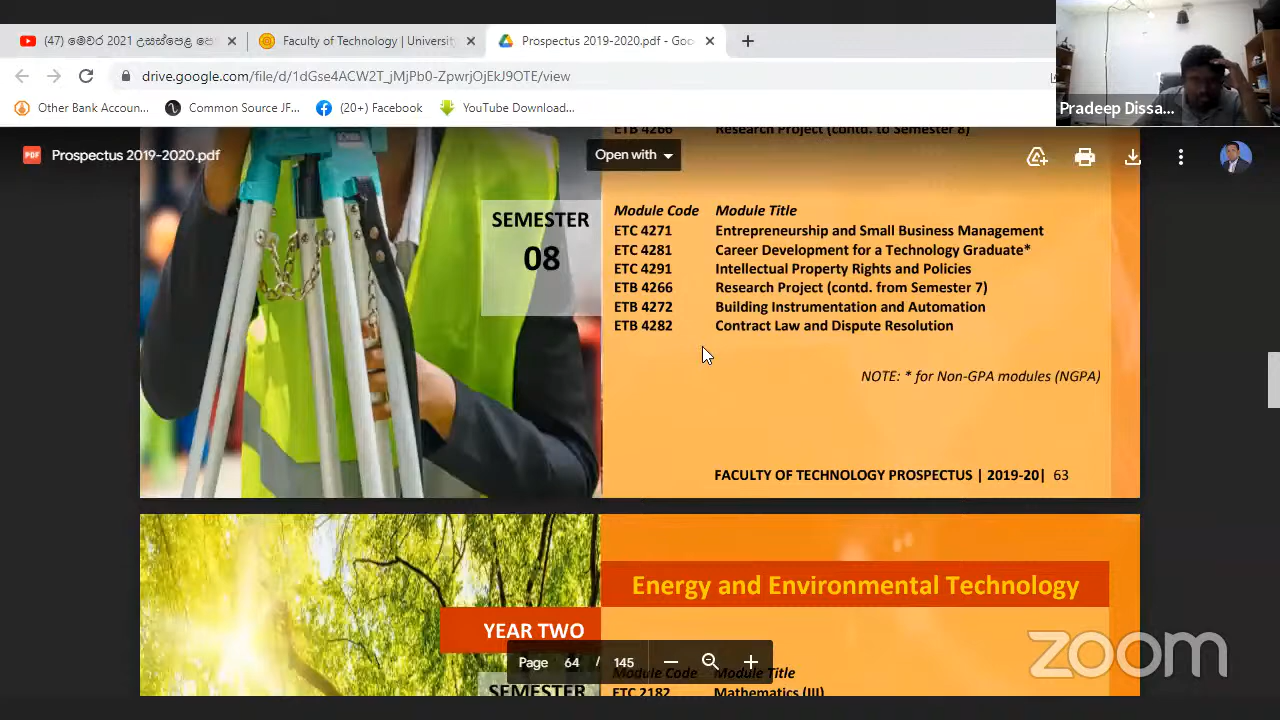 (47) මෙවර 2021 උසස්පෙළ පෙ
Faculty of Technology | Universit
Prospectus 2019-2020.pdf - Goo
drive.google.com/file/d/1dGse4ACW2T_jMjPb0-ZpwrjOjEkJ9OTE/view
Other Bank Accoun...
Common Source JF...
(20+) Facebook
YouTube Download...
Pradeep Dissa...
ETB 4266 Research Project (contd. to Semester 8)
PDF Prospectus 2019-2020.pdf
Open with
SEMESTER
08
Module Code Module Title
ETC 4271 Entrepreneurship and Small Business Management
ETC 4281 Career Development for a Technology Graduate*
ETC 4291 Intellectual Property Rights and Policies
ETB 4266 Research Project (contd. from Semester 7)
ETB 4272 Building Instrumentation and Automation
ETB 4282 Contract Law and Dispute Resolution
NOTE: * for Non-GPA modules (NGPA)
FACULTY OF TECHNOLOGY PROSPECTUS | 2019-20| 63
Energy and Environmental Technology
YEAR TWO
Page 64 / 145
Module Code Module Title
SEMESTER
ETC 2182 Mathematics (III)
zoom